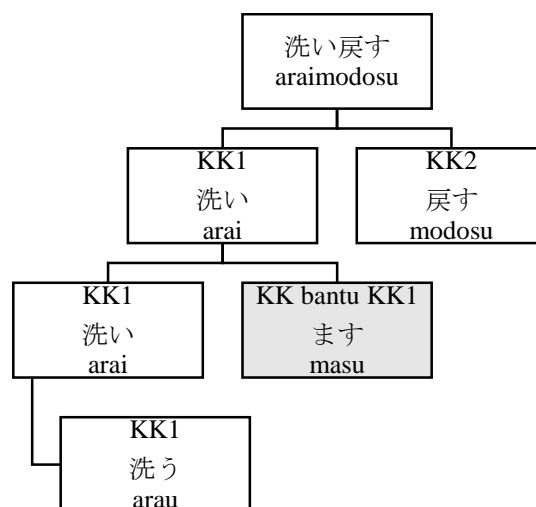 洗い戻す
araimodosu
KK1
洗い
arai
KK2
戻す
modosu
KK1
洗い
arai
KK bantu KK1
ます
masu
KK1
洗う
arau